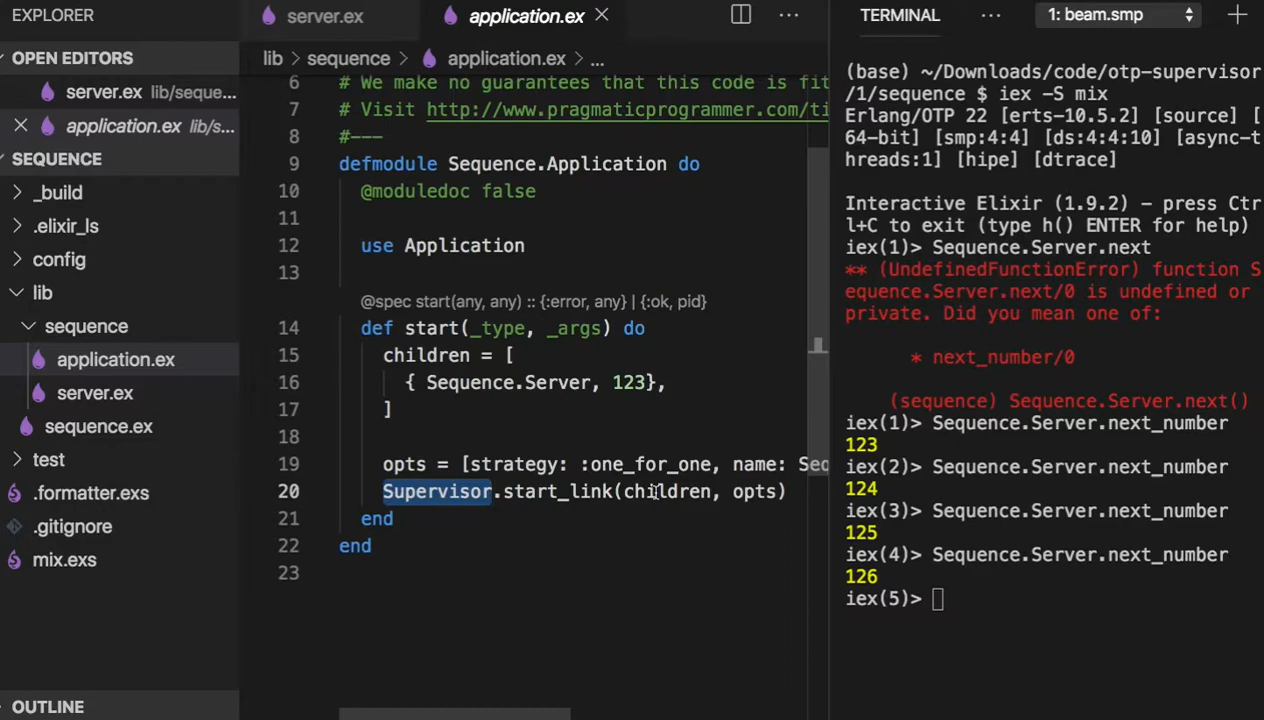 EXPLORER
OPEN EDITORS
server.ex lib/seque...
application.ex lib/s...
SEQUENCE
_build
.elixir_ls
config
lib
sequence
application.ex
server.ex
sequence.ex
test
.formatter.exs
.gitignore
mix.exs
OUTLINE
server.ex application.ex
lib > sequence > application.ex > ...
6 # We make no guarantees that this code is fit
7 # Visit http://www.pragmaticprogrammer.com/ti
8 #---
9 defmodule Sequence.Application do
10 @moduledoc false
11
12 use Application
13
@spec start(any, any) :: {:error, any} | {:ok, pid}
14 def start(_type, _args) do
15 children = [
16 { Sequence.Server, 123},
17 ]
18
19 opts = [strategy: :one_for_one, name: Seq
20 Supervisor.start_link(children, opts)
21 end
22 end
23
TERMINAL ... 1: beam.smp
(base) ~/Downloads/code/otp-supervisor
/1/sequence $ iex -S mix
Erlang/OTP 22 [erts-10.5.2] [source] [
64-bit] [smp:4:4] [ds:4:4:10] [async-t
hreads:1] [hipe] [dtrace]
Interactive Elixir (1.9.2) - press Ctr
l+C to exit (type h() ENTER for help)
iex(1)> Sequence.Server.next
** (UndefinedFunctionError) function S
equence.Server.next/0 is undefined or
private. Did you mean one of:
* next_number/0
(sequence) Sequence.Server.next()
iex(1)> Sequence.Server.next_number
123
iex(2)> Sequence.Server.next_number
124
iex(3)> Sequence.Server.next_number
125
iex(4)> Sequence.Server.next_number
126
iex(5)>